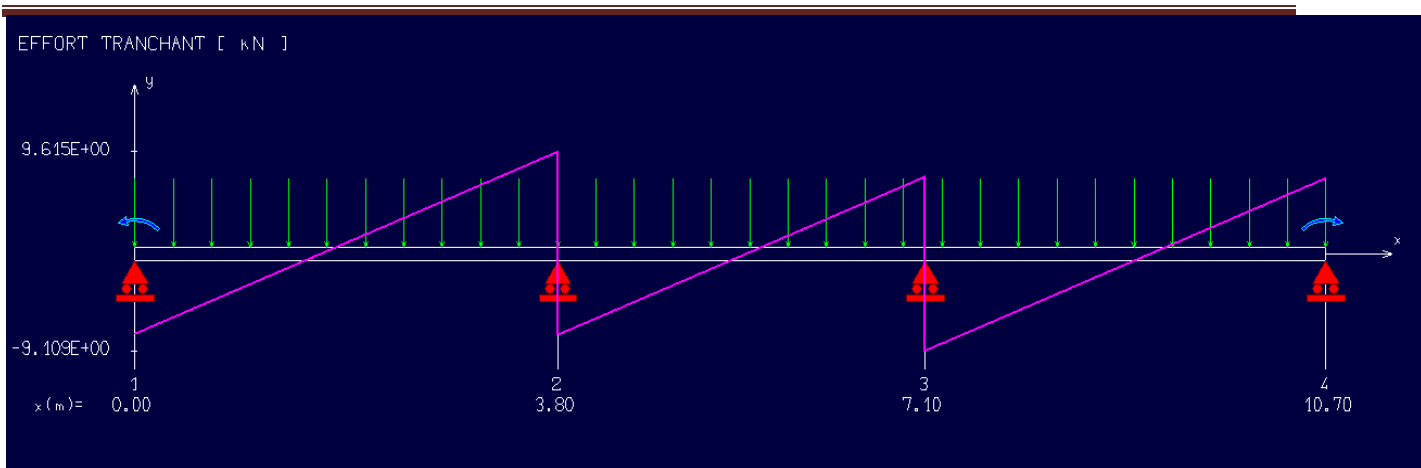 EFFORT TRANCHANT [ kN ]
y
9.615E+00
x
-9.109E+00
1 2 3 4
x(m)= 0.00 3.80 7.10 10.70